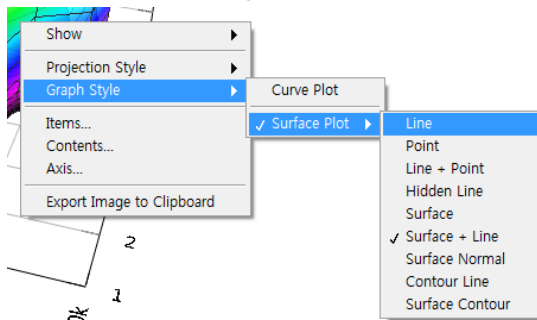 Show
Projection Style
Graph Style
Items...
Contents...
Axis...
Export Image to Clipboard
Curve Plot
✓ Surface Plot
Line
Point
Line + Point
Hidden Line
Surface
✓ Surface + Line
Surface Normal
Contour Line
Surface Contour
2
1